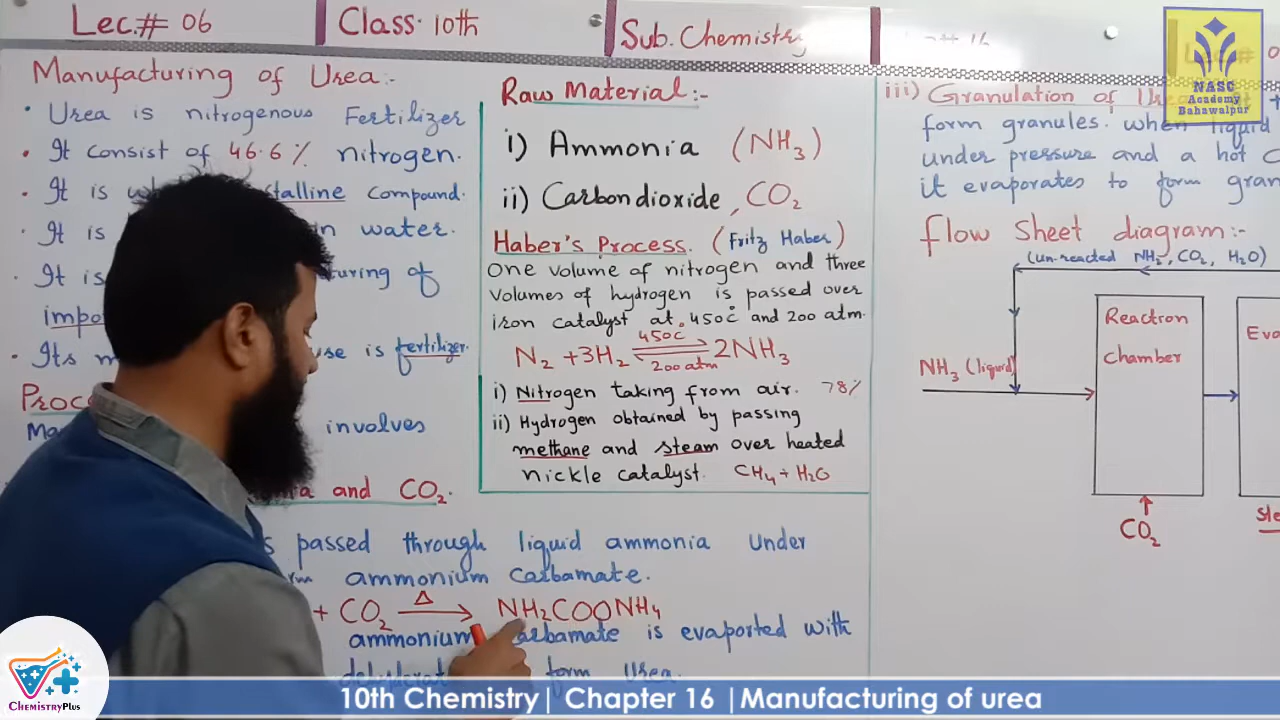 Lec.# 06
Class. 10th
Sub. Chemistry
NASC
Academy
Bahawalpur
Manufacturing of Urea:-
• Urea is nitrogenous Fertilizer
• It consist of 46.6% nitrogen.
• It is compound.
• It is in water.
• It is of
• Its use is fertilizer.
involves
and CO₂.
passed through liquid ammonia under
ammonium carbamate.
+ CO₂ —Δ→ NH₂COONH₄
ammonium carbamate is evaported with
form Urea.
Raw Material:-
i) Ammonia (NH₃)
ii) Carbondioxide, CO₂
Haber's Process. (Fritz Haber)
One volume of nitrogen and three
volumes of hydrogen is passed over
iron catalyst at 450°C and 200 atm.
450°C
N₂ + 3H₂ ⇌ 2NH₃
200 atm
i) Nitrogen taking from air. 78%
ii) Hydrogen obtained by passing
methane and steam over heated
nickle catalyst. CH₄ + H₂O
iii) Granulation of
form granules. when liquid
under pressure and a hot
it evaporates to form
flow Sheet diagram:-
(un-reacted NH₃, CO₂, H₂O)
NH₃ (liquid)
Reaction
Chamber
CO₂
ChemistryPlus
10th Chemistry | Chapter 16 | Manufacturing of urea